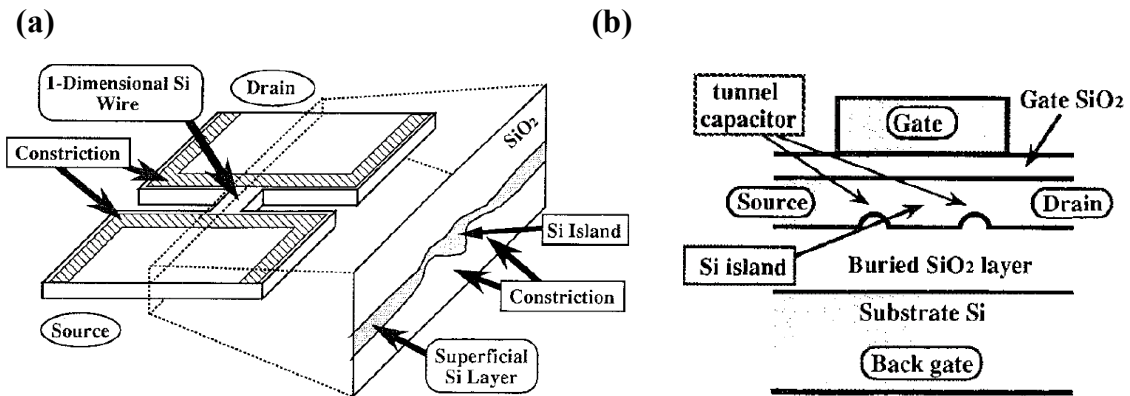 (a)
1-Dimensional Si
Wire
Drain
Constriction
SiO2
Si Island
Constriction
Source
Superficial
Si Layer
(b)
tunnel
capacitor
Gate SiO2
Gate
Source
Drain
Si island
Buried SiO2 layer
Substrate Si
Back gate